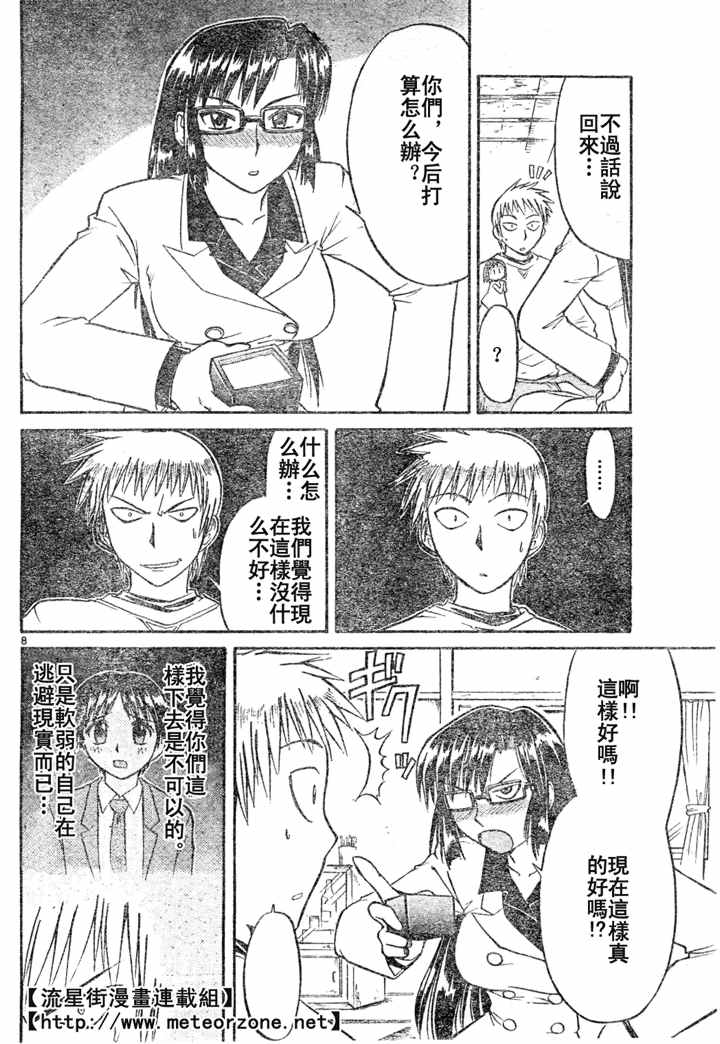 不過話說
回來…
?
你們，今后打
算怎么辦？
……
什么怎
么辦…
我們覺得現
在這樣沒什
么不好…
啊!!
這樣好嗎!!
現在這樣真
的好嗎!?
ギク
我覺得你們這
樣下去是不可以的。
只是軟弱的自己在
逃避現實而已…
8
【流星街漫畫連載組】
【http://www.meteorzone.net】